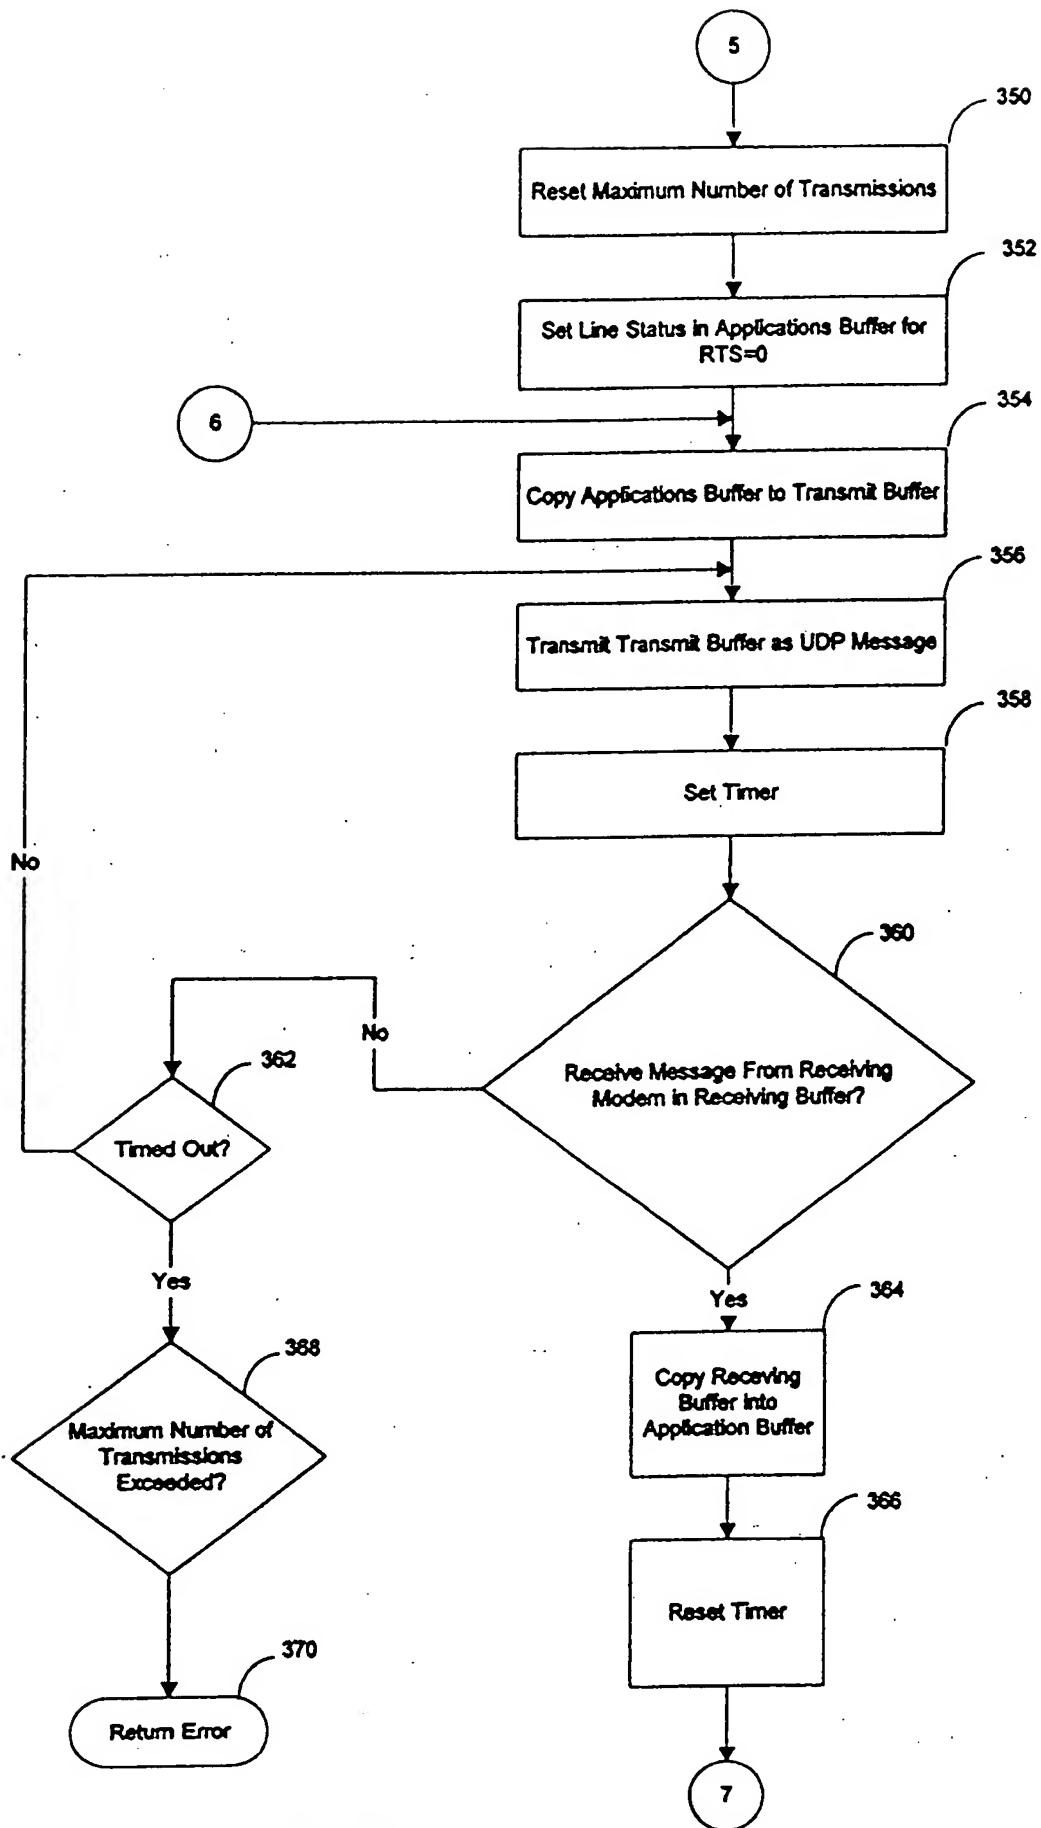 5
350
Reset Maximum Number of Transmissions
352
Set Line Status in Applications Buffer for
RTS=0
6
354
Copy Applications Buffer to Transmit Buffer
356
Transmit Transmit Buffer as UDP Message
358
Set Timer
No
360
No
362
Receive Message From Receiving
Modem in Receiving Buffer?
Timed Out?
Yes
Yes
364
368
Copy Receving
Buffer into
Application Buffer
Maximum Number of
Transmissions
Exceeded?
366
Reset Timer
370
Return Error
7